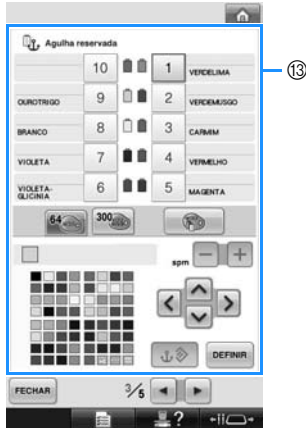 Agulha reservada
10 1 VERDELIMA
OUROTRIGO 9 2 VERDEMUSGO
BRANCO 8 3 CARMIM
VIOLETA 7 4 VERMELHO
VIOLETA-
GLICINIA 6 5 MAGENTA
64 300
spm − +
DEFINIR
FECHAR 3/5
?
⑬